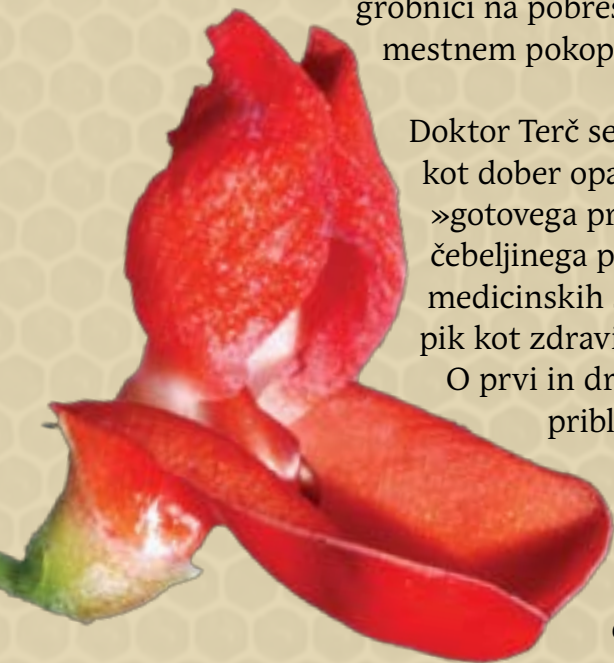 grobnici na pobre
mestnem pokop
Doktor Terč se
kot dober opa
»gotovega pr
čebeljinega p
medicinskih
pik kot zdravi
O prvi in dr
pribl